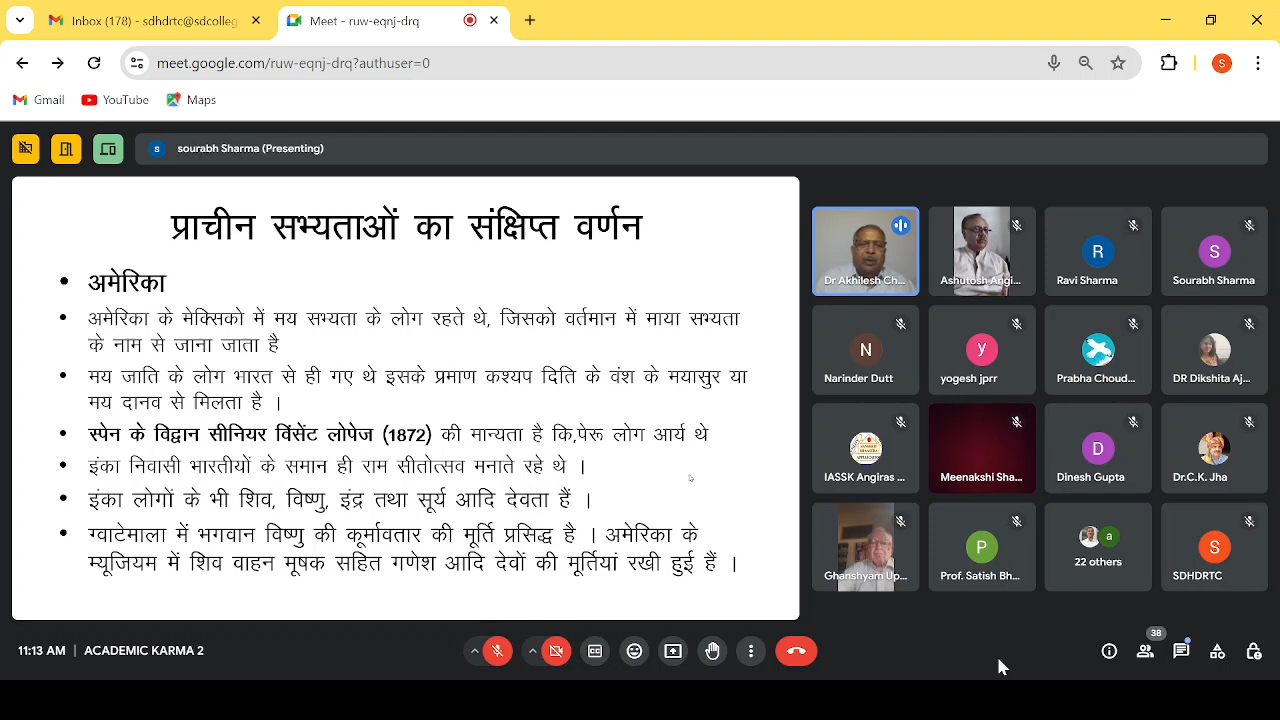 Inbox (178) - sdhdrtc@sdcolleg
Meet - ruw-eqnj-drq
meet.google.com/ruw-eqnj-drq?authuser=0
Gmail
YouTube
Maps
sourabh Sharma (Presenting)
प्राचीन सभ्यताओं का संक्षिप्त वर्णन
• अमेरिका
• अमेरिका के मेक्सिको में मय सभ्यता के लोग रहते थे, जिसको वर्तमान में माया सभ्यता
के नाम से जाना जाता है
• मय जाति के लोग भारत से ही गए थे इसके प्रमाण कश्यप दिति के वंश के मयासुर या
मय दानव से मिलता है ।
• स्पेन के विद्वान सीनियर विंसेंट लोपेज (1872) की मान्यता है कि,पेरू लोग आर्य थे
• इंका निवासी भारतीयों के समान ही राम सीतोत्सव मनाते रहे थे ।
• इंका लोगों के भी शिव, विष्णु, इंद्र तथा सूर्य आदि देवता हैं ।
• ग्वाटेमाला में भगवान विष्णु की कूर्मावतार की मूर्ति प्रसिद्ध है । अमेरिका के
म्यूजियम में शिव वाहन मूषक सहित गणेश आदि देवों की मूर्तियां रखी हुई हैं ।
Dr Akhilesh Ch...
Ashutosh Angi...
R
Ravi Sharma
S
Sourabh Sharma
N
Narinder Dutt
y
yogesh jprr
Prabha Choud...
DR Dikshita Aj...
IASSK Angiras ...
Meenakshi Sha...
D
Dinesh Gupta
Dr.C.K. Jha
Ghanshyam Up...
P
Prof. Satish Bh...
a
22 others
S
SDHDRTC
11:13 AM
ACADEMIC KARMA 2
38